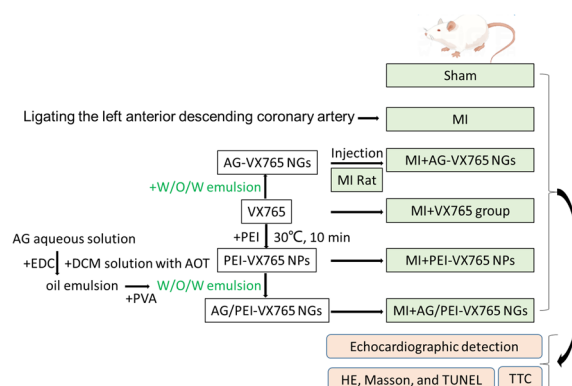 Sham
Ligating the left anterior descending coronary artery
MI
AG-VX765 NGs
Injection
MI Rat
MI+AG-VX765 NGs
+W/O/W emulsion
VX765
MI+VX765 group
+PEI
30℃, 10 min
AG aqueous solution
+EDC
+DCM solution with AOT
PEI-VX765 NPs
MI+PEI-VX765 NPs
oil emulsion
+PVA
W/O/W emulsion
AG/PEI-VX765 NGs
MI+AG/PEI-VX765 NGs
Echocardiographic detection
HE, Masson, and TUNEL
TTC